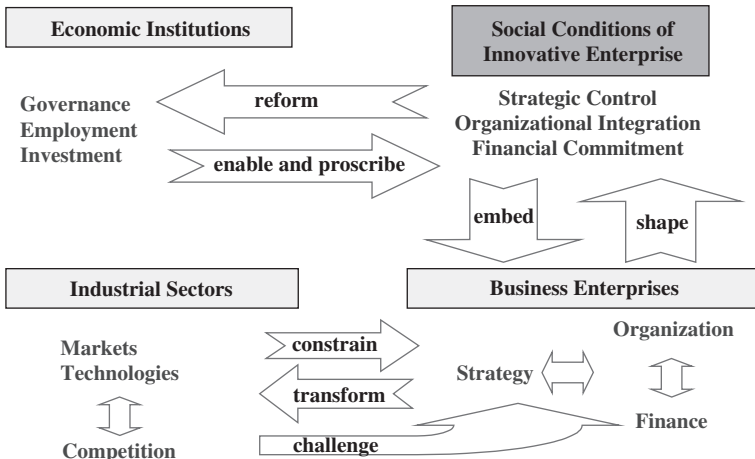 Economic Institutions
Social Conditions of
Innovative Enterprise
Governance
Employment
Investment
reform
enable and proscribe
Strategic Control
Organizational Integration
Financial Commitment
embed
shape
Industrial Sectors
Business Enterprises
Markets
Technologies
Competition
constrain
transform
challenge
Organization
Strategy
Finance